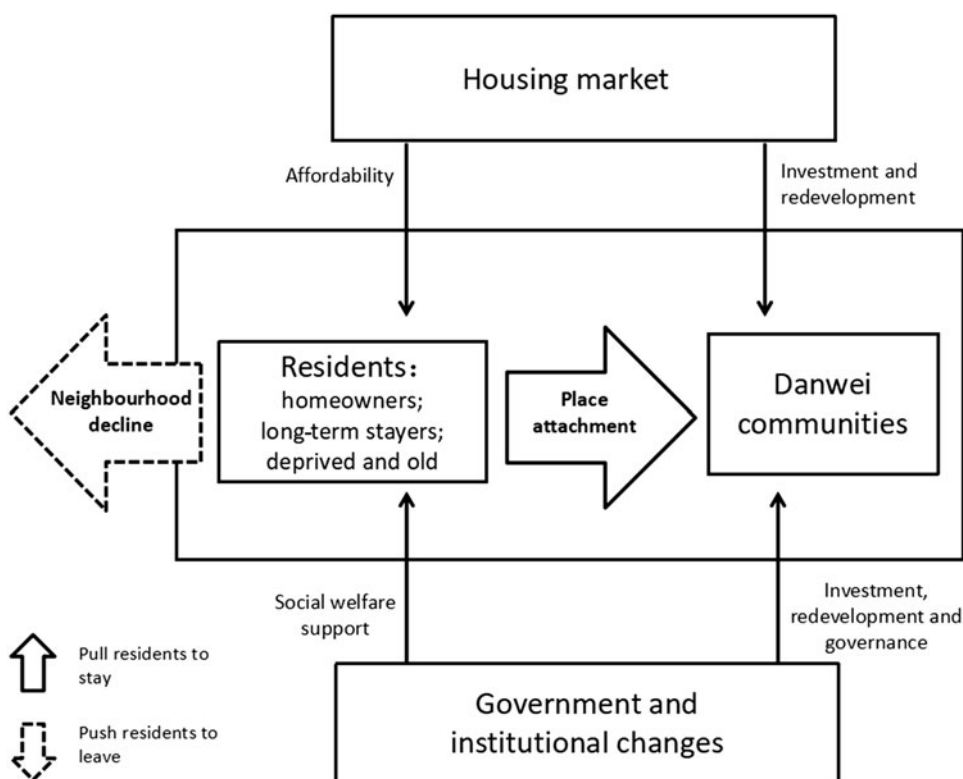 Housing market
Affordability
Investment and
redevelopment
Neighbourhood
decline
Residents：
homeowners;
long-term stayers;
deprived and old
Place
attachment
Danwei
communities
Social welfare
support
Investment,
redevelopment and
governance
Pull residents to
stay
Push residents to
leave
Government and
institutional changes